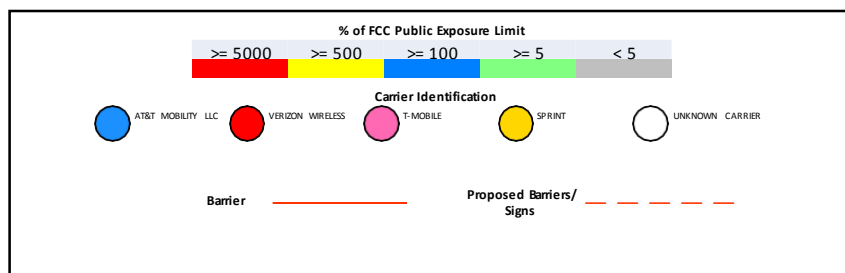 % of FCC Public Exposure Limit
>= 5000 >= 500 >= 100 >= 5 < 5
Carrier Identification
AT&T MOBILITY LLC VERIZON WIRELESS T-MOBILE SPRINT UNKNOWN CARRIER
Barrier Proposed Barriers/
Signs